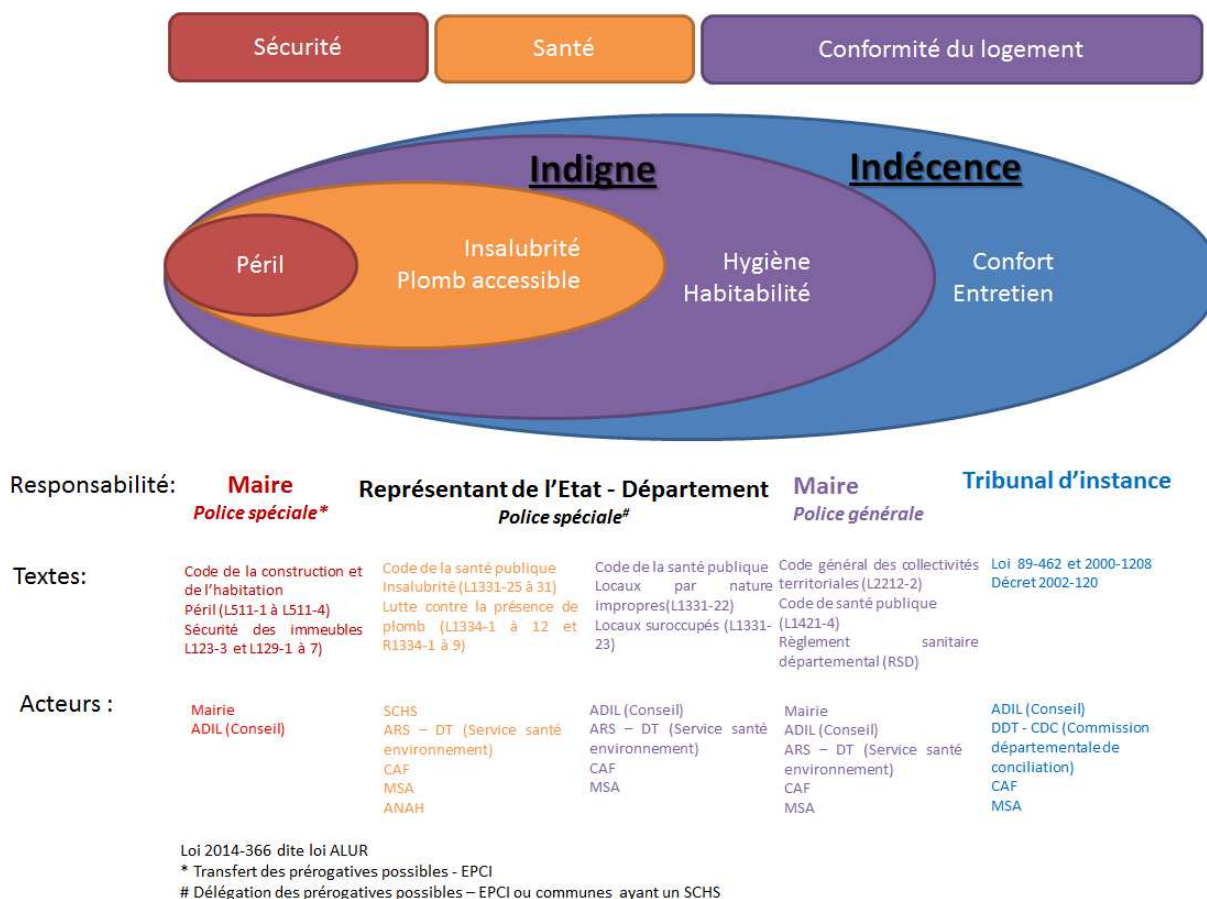 Sécurité
Santé
Conformité du logement
Indigne
Indécence
Péril
Insalubrité
Plomb accessible
Hygiène
Habitabilité
Confort
Entretien
Responsabilité:
Maire
Police spéciale*
Représentant de l'Etat - Département
Police spéciale#
Maire
Police générale
Tribunal d'instance
Textes:
Code de la construction et
de l'habitation
Péril (L511-1 à L511-4)
Sécurité des immeubles
L123-3 et L129-1 à 7)
Code de la santé publique
Insalubrité (L1331-25 à 31)
Lutte contre la présence de
plomb (L1334-1 à 12 et
R1334-1 à 9)
Code de la santé publique
Locaux par nature
impropres(L1331-22)
Locaux suroccupés (L1331-
23)
Code général des collectivités
territoriales (L2212-2)
Code de santé publique
(L1421-4)
Règlement sanitaire
départemental (RSD)
Loi 89-462 et 2000-1208
Décret 2002-120
Acteurs :
Mairie
ADIL (Conseil)
SCHS
ARS – DT (Service santé
environnement)
CAF
MSA
ANAH
ADIL (Conseil)
ARS – DT (Service santé
environnement)
CAF
MSA
Mairie
ADIL (Conseil)
ARS – DT (Service santé
environnement)
CAF
MSA
ADIL (Conseil)
DDT - CDC (Commission
départementale de
conciliation)
CAF
MSA
Loi 2014-366 dite loi ALUR
* Transfert des prérogatives possibles - EPCI
# Délégation des prérogatives possibles – EPCI ou communes ayant un SCHS